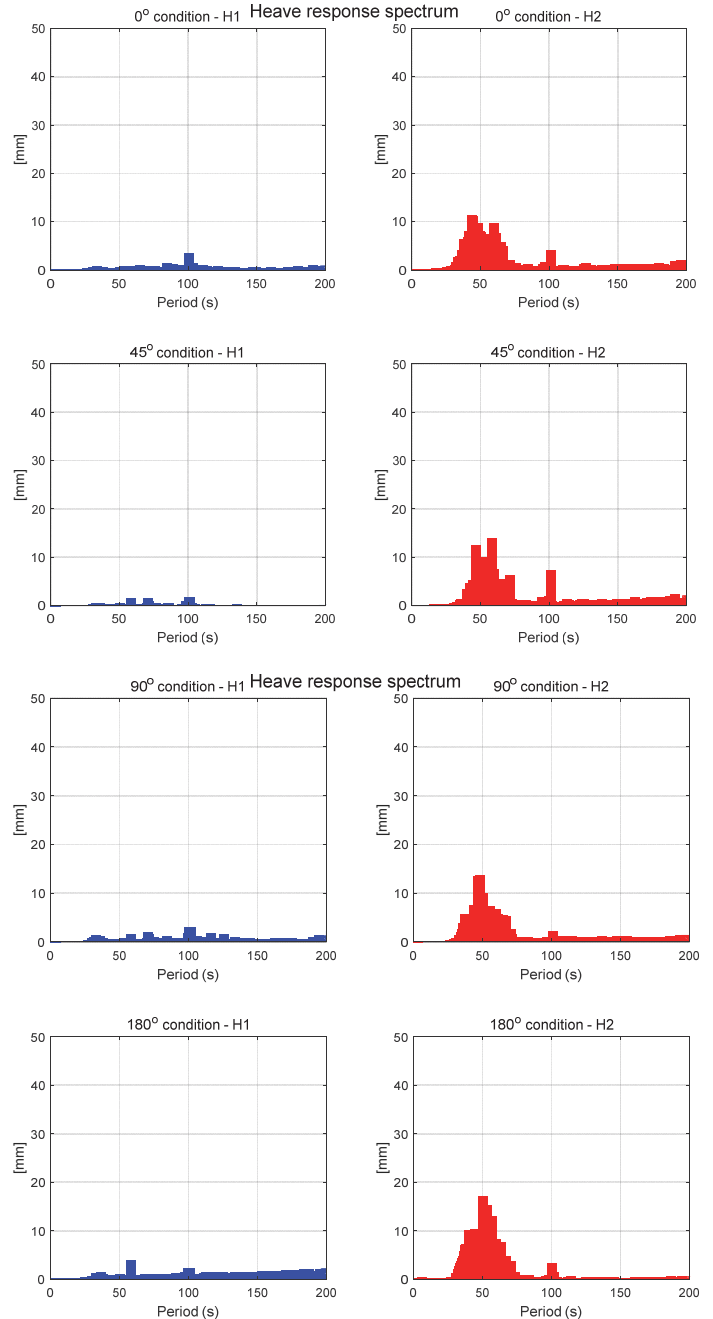 Heave response spectrum
0° condition - H1
0° condition - H2
50
40
30
20
10
0
[mm]
0 50 100 150 200
Period (s)
50
40
30
20
10
0
[mm]
0 50 100 150 200
Period (s)
45° condition - H1
45° condition - H2
50
40
30
20
10
0
[mm]
0 50 100 150 200
Period (s)
50
40
30
20
10
0
[mm]
0 50 100 150 200
Period (s)
Heave response spectrum
90° condition - H1
90° condition - H2
50
40
30
20
10
0
[mm]
0 50 100 150 200
Period (s)
50
40
30
20
10
0
[mm]
0 50 100 150 200
Period (s)
180° condition - H1
180° condition - H2
50
40
30
20
10
0
[mm]
0 50 100 150 200
Period (s)
50
40
30
20
10
0
[mm]
0 50 100 150 200
Period (s)